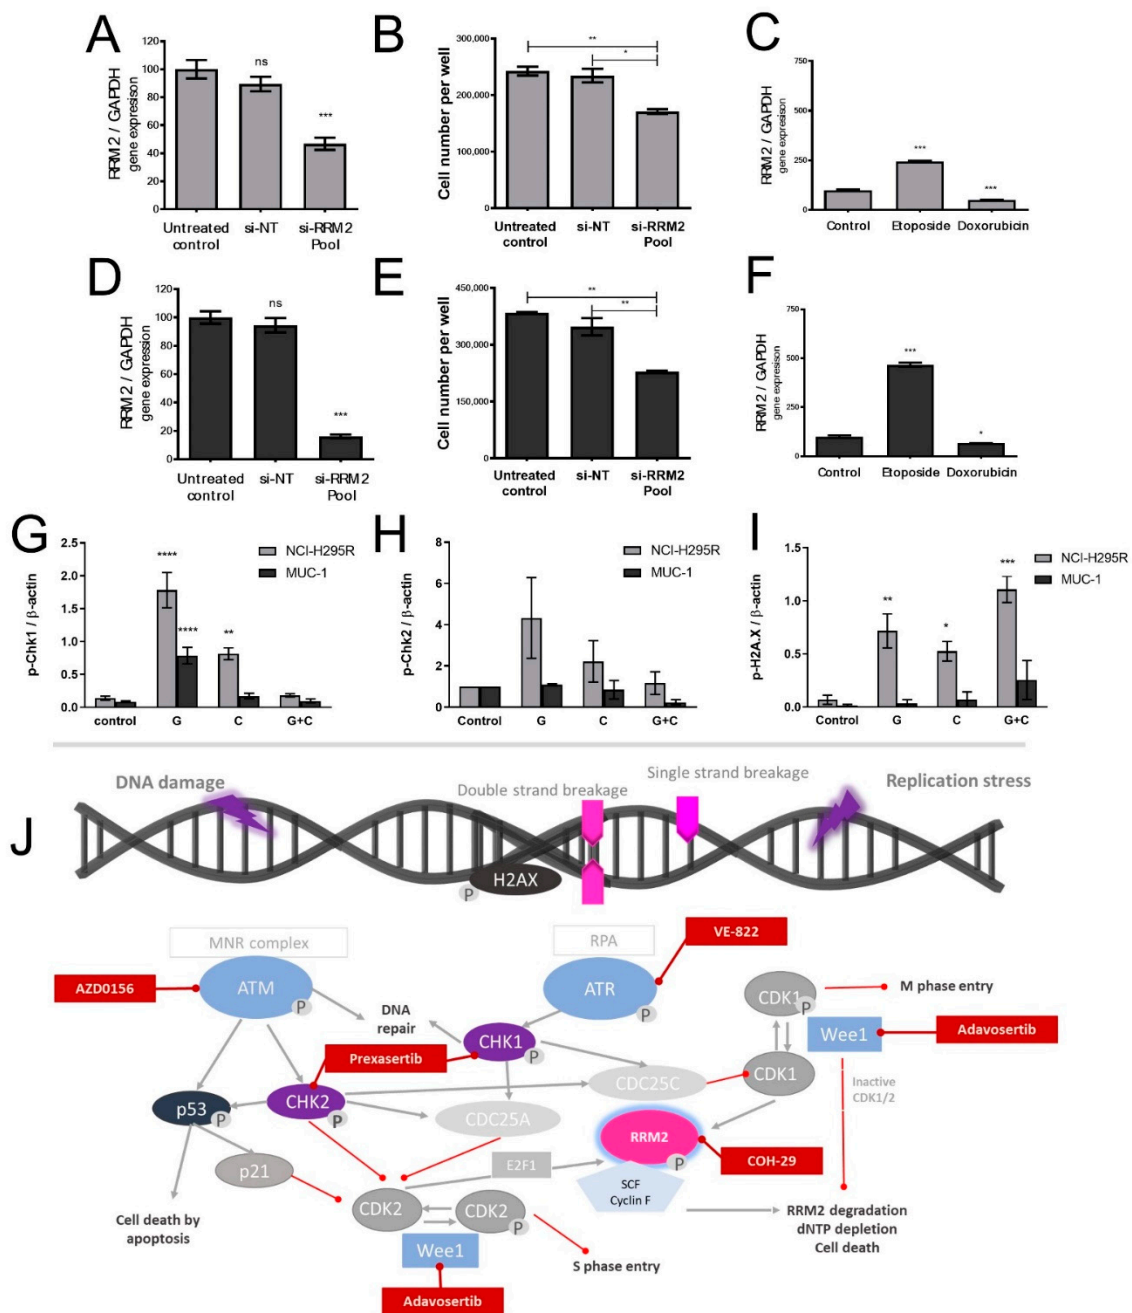 A
RRM2 / GAPDH
gene expresison
120
100
80
60
40
20
0
ns
***
Untreated
control
si-NT
si-RRM2
Pool
B
Cell number per well
300,000
200,000
100,000
0
**
*
Untreated
control
si-NT
si-RRM2
Pool
C
RRM2 / GAPDH
gene expresison
750
500
250
0
***
***
Control
Etoposide
Doxorubicin
D
RRM2 / GAPDH
gene expression
120
100
80
60
40
20
0
ns
***
Untreated
control
si-NT
si-RRM2
Pool
E
Cell number per well
450,000
300,000
150,000
0
**
**
Untreated
control
si-NT
si-RRM2
Pool
F
RRM2 / GAPDH
gene expresison
750
500
250
0
***
*
Control
Etoposide
Doxorubicin
G
p-Chk1 / β-actin
2.5
2.0
1.5
1.0
0.5
0.0
****
****
**
NCI-H295R
MUC-1
control
G
C
G+C
H
p-Chk2 / β-actin
8
6
4
2
0
NCI-H295R
MUC-1
Control
G
C
G+C
I
p-H2A.X / β-actin
1.5
1.0
0.5
0.0
**
*
***
NCI-H295R
MUC-1
Control
G
C
G+C
J
DNA damage
Double strand breakage
Single strand breakage
Replication stress
H2AX
P
MNR complex
RPA
VE-822
AZD0156
ATM
P
ATR
P
CDK1
P
M phase entry
DNA
repair
CHK1
P
Wee1
Adavosertib
Prexasertib
CDC25C
CDK1
Inactive
CDK1/2
p53
P
CHK2
P
CDC25A
RRM2
P
COH-29
p21
E2F1
SCF
Cyclin F
CDK2
CDK2
P
RRM2 degradation
dNTP depletion
Cell death
Cell death by
apoptosis
Wee1
S phase entry
Adavosertib